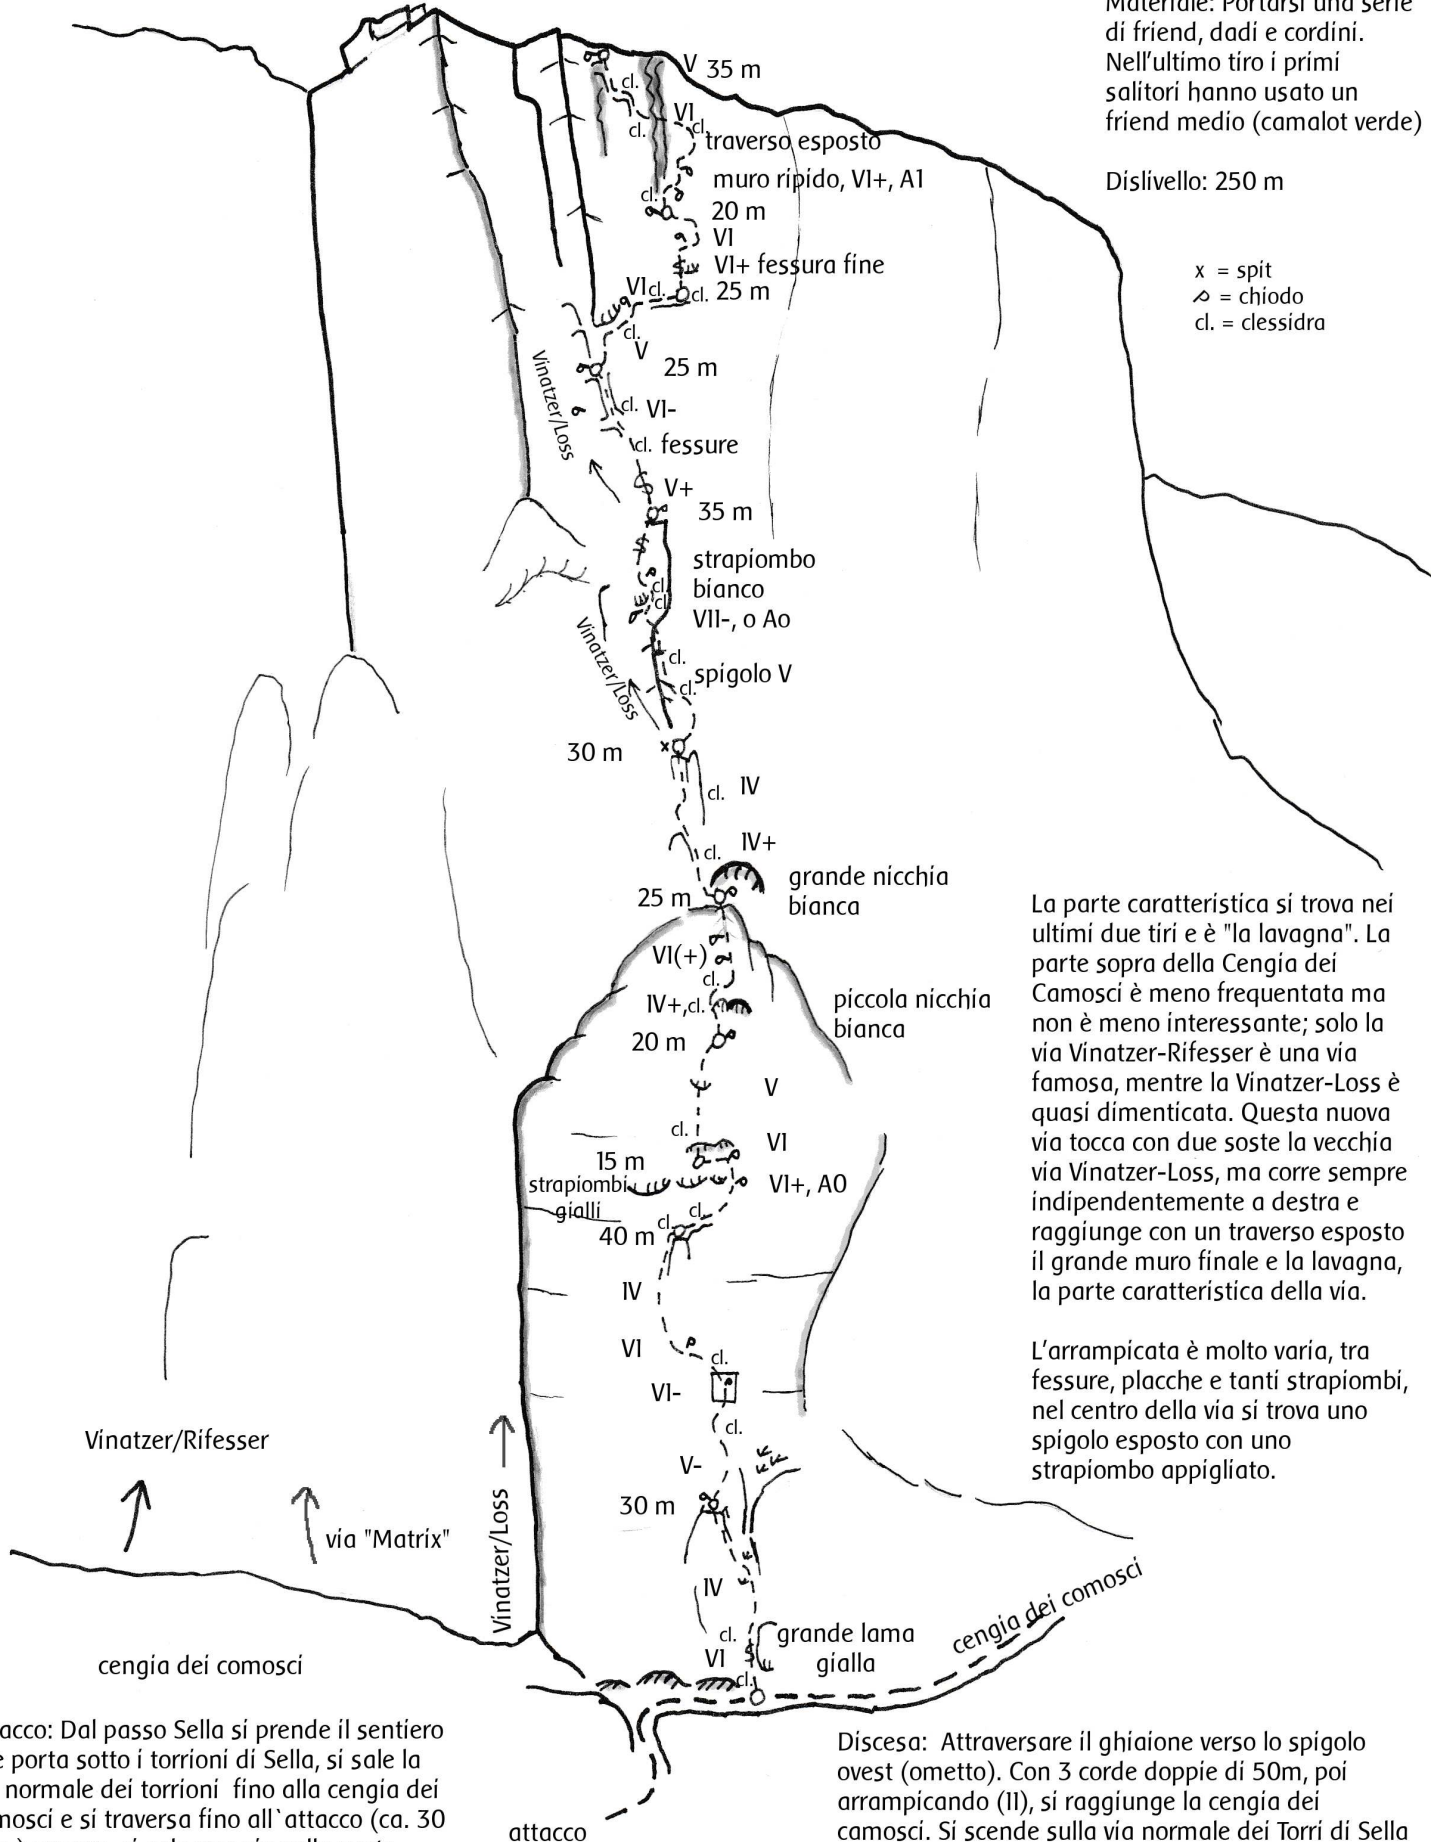 Materiale: Portarsi una serie
di friend, dadi e cordini.
Nell'ultimo tiro i primi
salitori hanno usato un
friend medio (camalot verde)
Dislivello: 250 m
x = spit
= chiodo
cl. = clessidra
V 35 m
cl.
VI
cl.
cl.
traverso esposto
muro ripido, VI+, A1
cl.
20 m
VI
VI+ fessura fine
VI cl.
cl. 25 m
cl.
V
25 m
Vinatzer/Loss
cl. VI-
cl. fessure
V+
35 m
strapiombo
bianco
VII-, o Ao
cl.
cl.
Vinatzer/Loss
cl.
spigolo V
cl.
x
30 m
cl. IV
cl. IV+
grande nicchia
bianca
25 m
VI(+)
cl.
IV+, cl.
piccola nicchia
bianca
20 m
V
cl.
VI
15 m
strapiombi
gialli
VI+, A0
cl.
cl.
40 m
IV
VI
cl.
VI-
cl.
V-
30 m
IV
cl.
VI
grande lama
gialla
cl.
cengia dei comosci
La parte caratteristica si trova nei
ultimi due tiri e è "la lavagna". La
parte sopra della Cengia dei
Camosci è meno frequentata ma
non è meno interessante; solo la
via Vinatzer-Rifesser è una via
famosa, mentre la Vinatzer-Loss è
quasi dimenticata. Questa nuova
via tocca con due soste la vecchia
via Vinatzer-Loss, ma corre sempre
indipendentemente a destra e
raggiunge con un traverso esposto
il grande muro finale e la lavagna,
la parte caratteristica della via.
L'arrampicata è molto varia, tra
fessure, placche e tanti strapiombi,
nel centro della via si trova uno
spigolo esposto con uno
strapiombo appigliato.
Vinatzer/Rifesser
via "Matrix"
Vinatzer/Loss
cengia dei comosci
acco: Dal passo Sella si prende il sentiero
e porta sotto i torrioni di Sella, si sale la
normale dei torrioni fino alla cengia dei
mosci e si traversa fino all`attacco (ca. 30
attacco
Discesa: Attraversare il ghiaione verso lo spigolo
ovest (ometto). Con 3 corde doppie di 50m, poi
arrampicando (II), si raggiunge la cengia dei
camosci. Si scende sulla via normale dei Torri di Sella